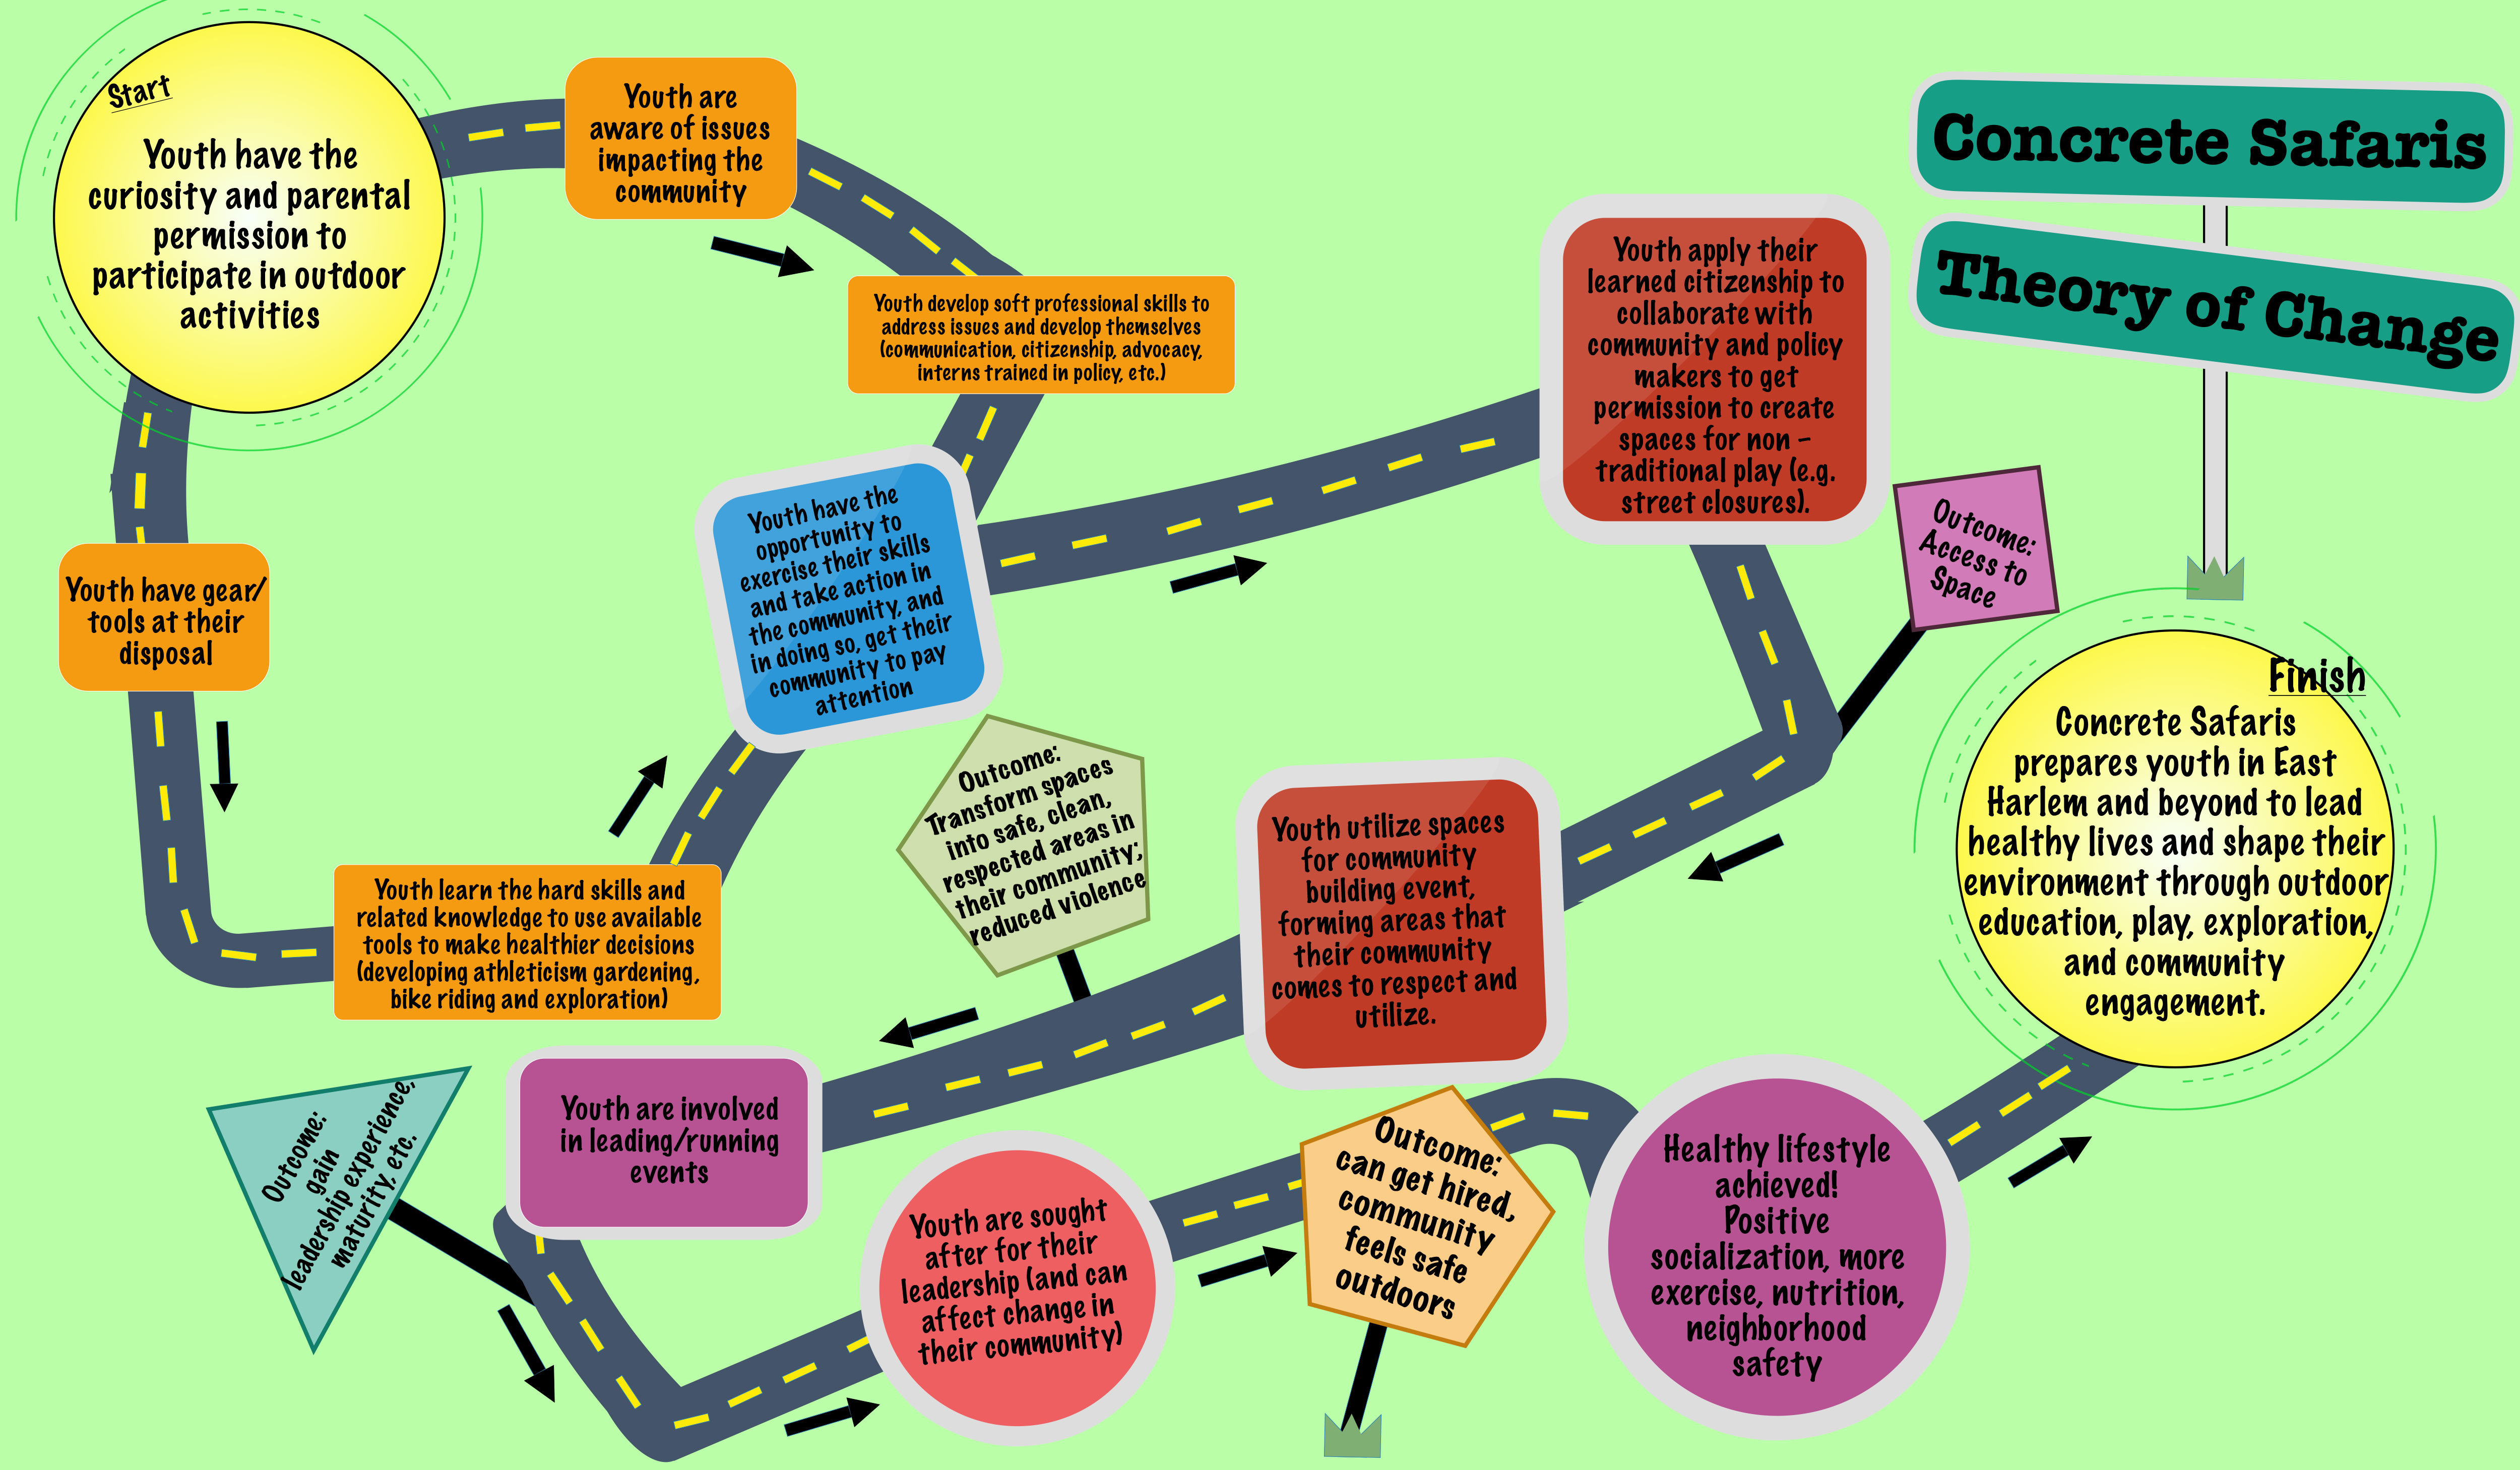 Start
Youth have the
curiosity and parental
permission to
participate in outdoor
activities
Youth are
aware of issues
impacting the
community
Youth develop soft professional skills to
address issues and develop themselves
(communication, citizenship, advocacy,
interns trained in policy, etc.)
Youth have gear/
tools at their
disposal
Youth learn the hard skills and
related knowledge to use available
tools to make healthier decisions
(developing athleticism gardening,
bike riding and exploration)
Youth have the
opportunity to
exercise their skills
and take action in
the community, and
in doing so, get their
community to pay
attention
Youth apply their
learned citizenship to
collaborate with
community and policy
makers to get
permission to create
spaces for non –
traditional play (e.g.
street closures).
Concrete Safaris
Theory of Change
Outcome:
Access to
Space
Youth utilize spaces
for community
building event,
forming areas that
their community
comes to respect and
utilize.
Outcome:
Transform spaces
into safe, clean,
respected areas in
their community;
reduced violence
Youth are involved
in leading/running
events
Outcome:
gain
leadership experience,
maturity, etc.
Youth are sought
after for their
leadership (and can
affect change in
their community)
Outcome:
can get hired,
community
feels safe
outdoors
Healthy lifestyle
achieved!
Positive
socialization, more
exercise, nutrition,
neighborhood
safety
Finish
Concrete Safaris
prepares youth in East
Harlem and beyond to lead
healthy lives and shape their
environment through outdoor
education, play, exploration,
and community
engagement.